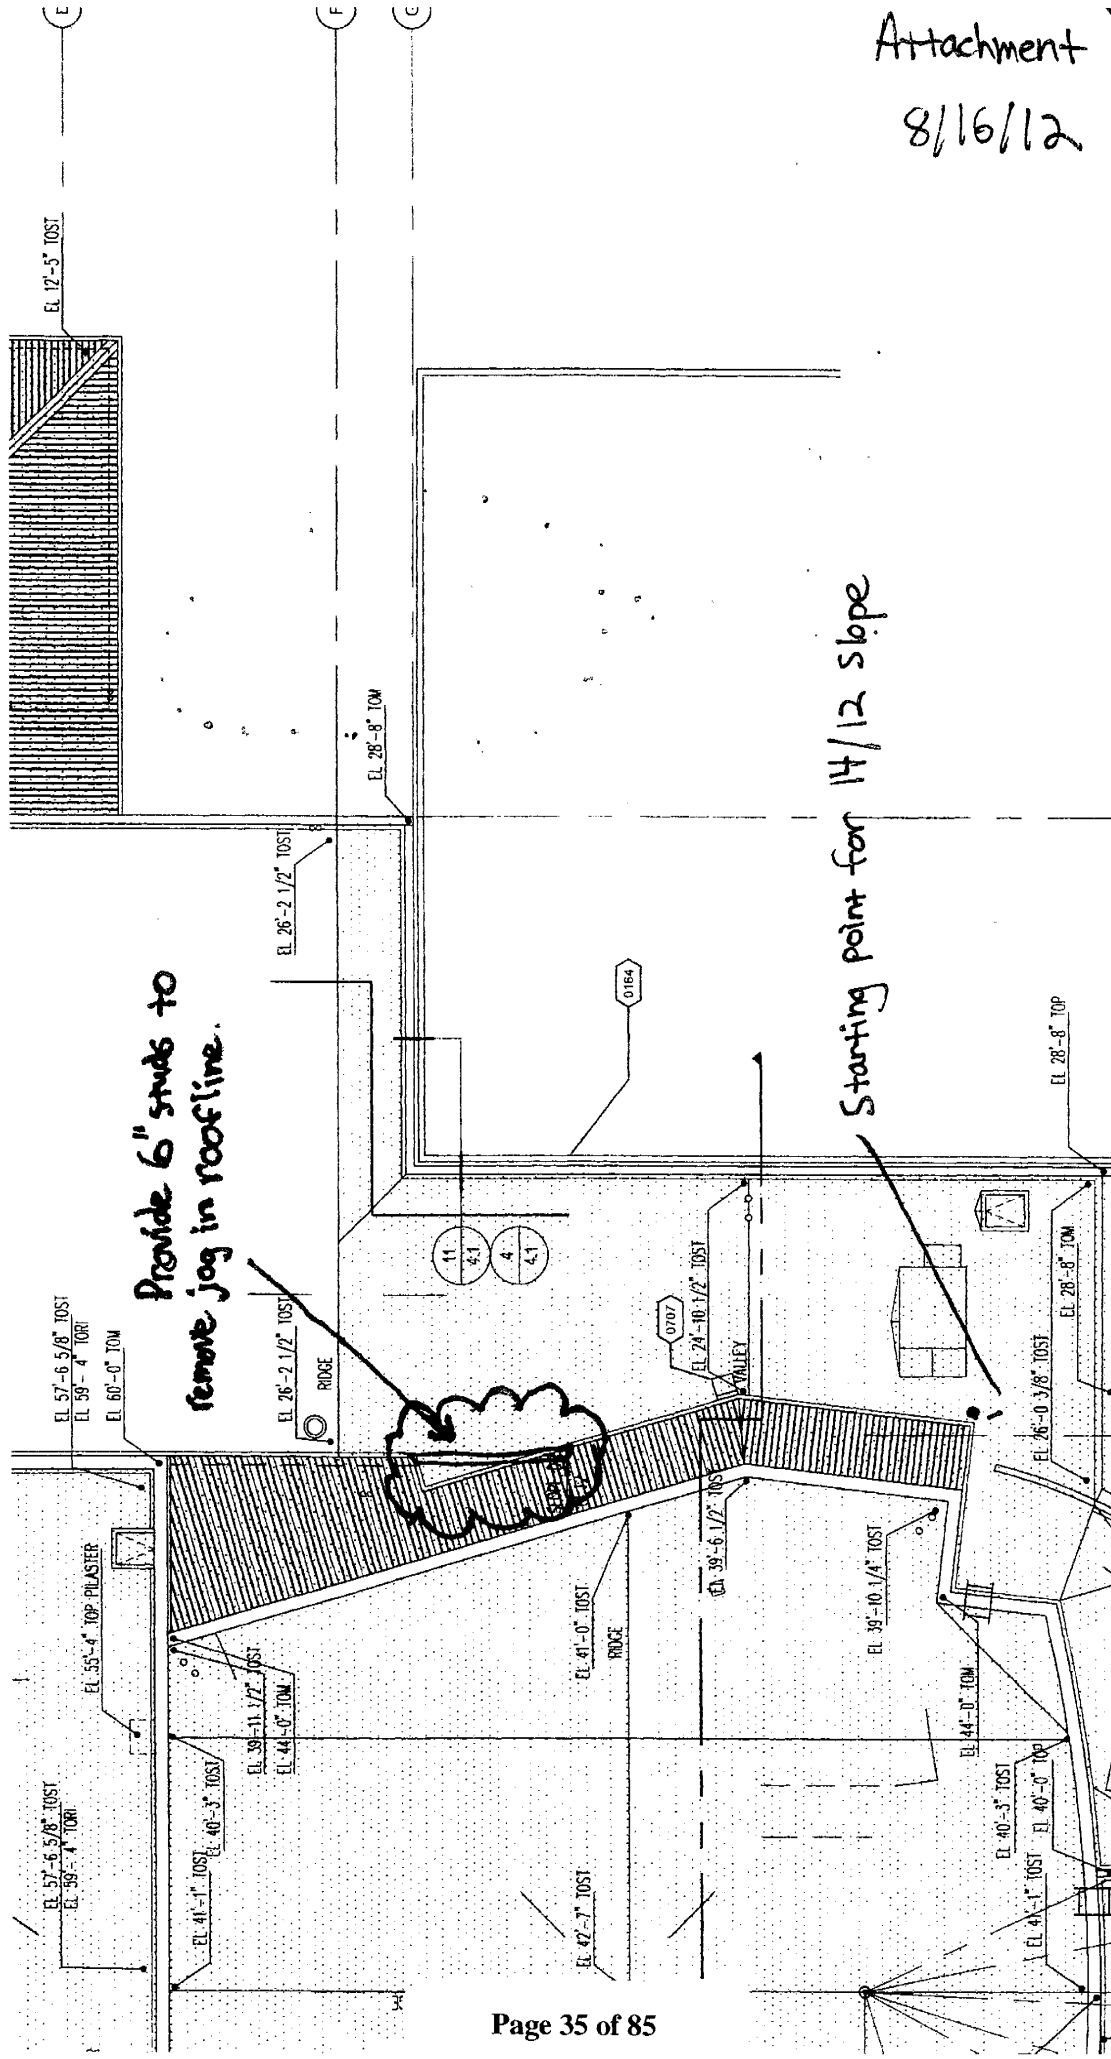 E
F
G
Attachment
8/16/12
EL 12'-5" TOST
EL 28'-8" TOM
EL 26'-2 1/2" TOST
Provide 6" studs to
remove jog in roofline.
Starting point for 14/12 slope
0164
EL 28'-8" TOP
11
4.1
4
4.1
EL 57'-6 5/8" TOST
EL 59'-4" TORI
EL 60'-0" TOM
EL 26'-2 1/2" TOST
RIDGE
0707
EL 24'-10 1/2" TOST
VALLEY
EL 26'-0 3/8" TOST
EL 28'-8" TOM
EL 55'-4" TOP PILASTER
EL 39'-6 1/2" TOST
EL 39'-10 1/4" TOST
EL 41'-0" TOST
RIDGE
EL 39'-11 1/2" TOST
EL 44'-0" TOM
EL 44'-0" TOM
EL 57'-6 5/8" TOST
EL 59'-4" TORI
EL 40'-3" TOST
EL 41'-1" TOST
EL 42'-7" TOST
EL 40'-3" TOST
EL 40'-0" TOP
EL 41'-1" TOST
Page 35 of 85